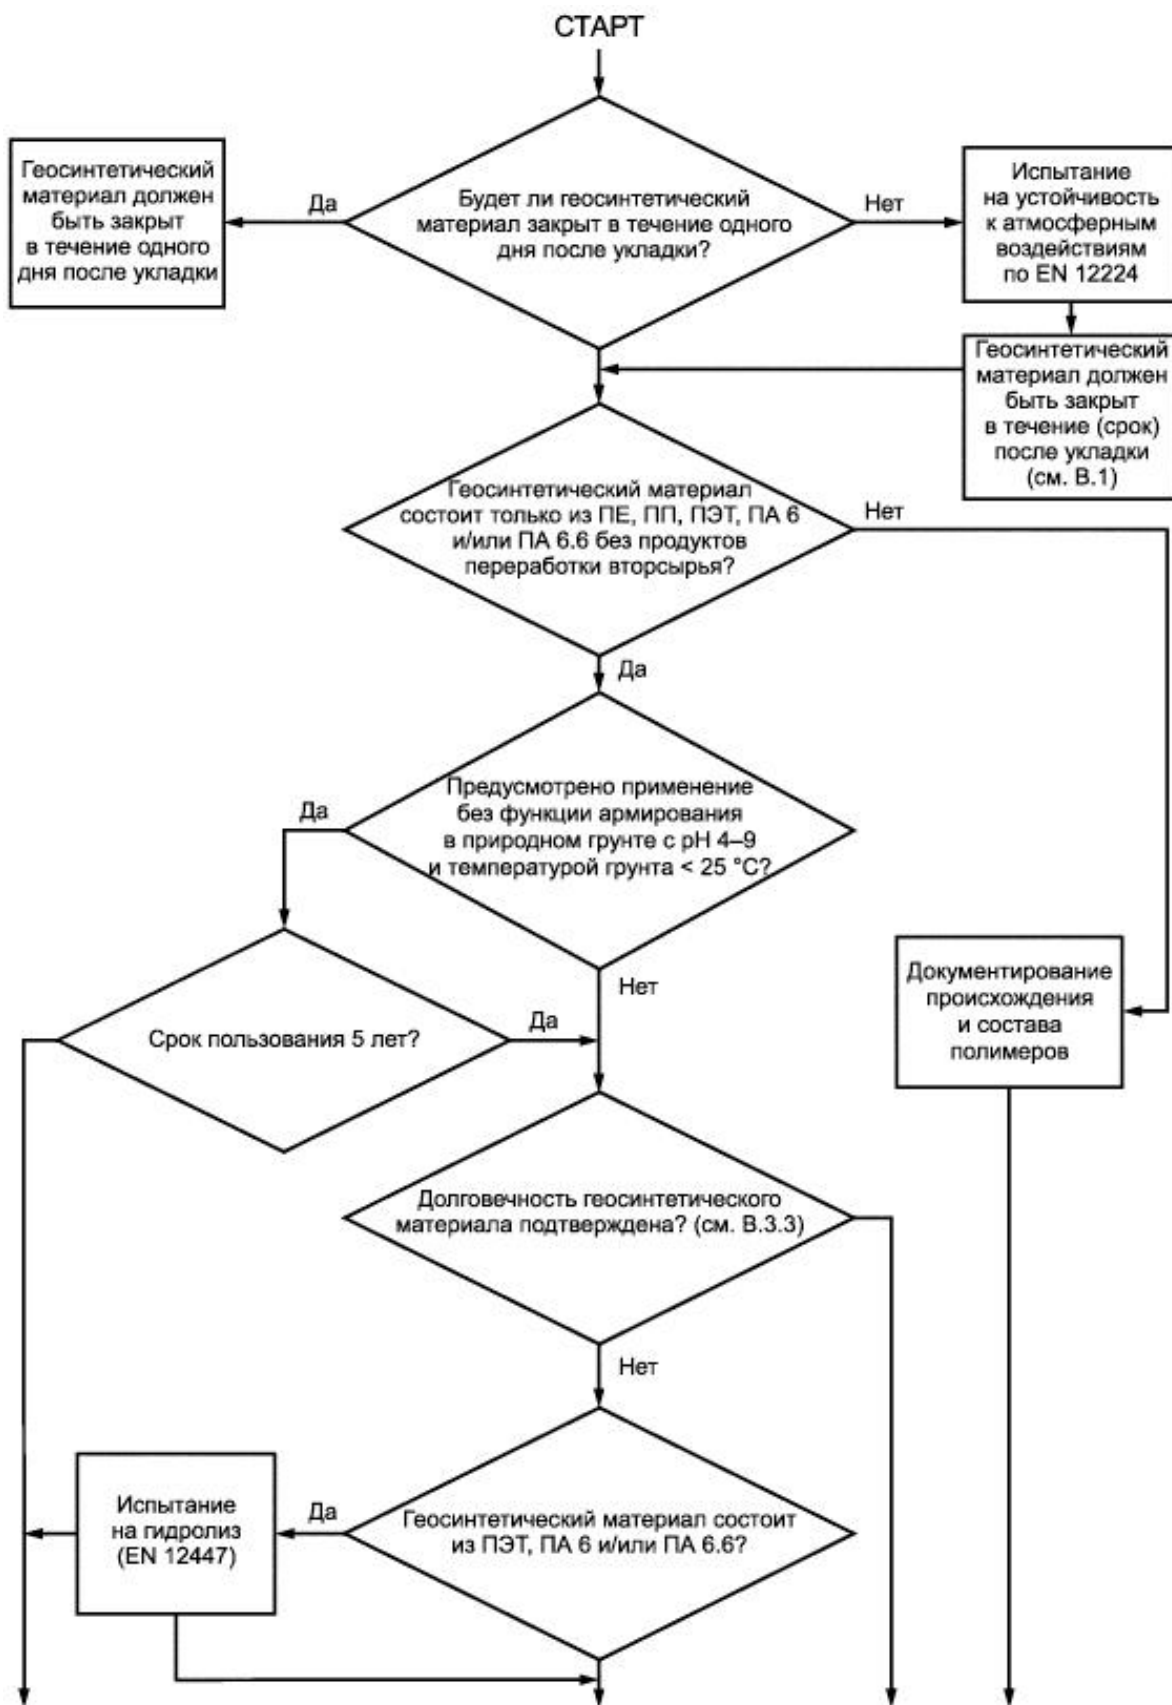 СТАРТ
Геосинтетический
материал должен
быть закрыт
в течение одного
дня после укладки
Да
Будет ли геосинтетический
материал закрыт в течение одного
дня после укладки?
Нет
Испытание
на устойчивость
к атмосферным
воздействиям
по EN 12224
Геосинтетический
материал должен
быть закрыт
в течение (срок)
после укладки
(см. В.1)
Геосинтетический материал
состоит только из ПЕ, ПП, ПЭТ, ПА 6
и/или ПА 6.6 без продуктов
переработки вторсырья?
Нет
Да
Предусмотрено применение
без функции армирования
в природном грунте с pH 4–9
и температурой грунта < 25 °С?
Да
Нет
Документирование
происхождения
и состава
полимеров
Срок пользования 5 лет?
Да
Долговечность геосинтетического
материала подтверждена? (см. В.3.3)
Нет
Испытание
на гидролиз
(EN 12447)
Да
Геосинтетический материал состоит
из ПЭТ, ПА 6 и/или ПА 6.6?